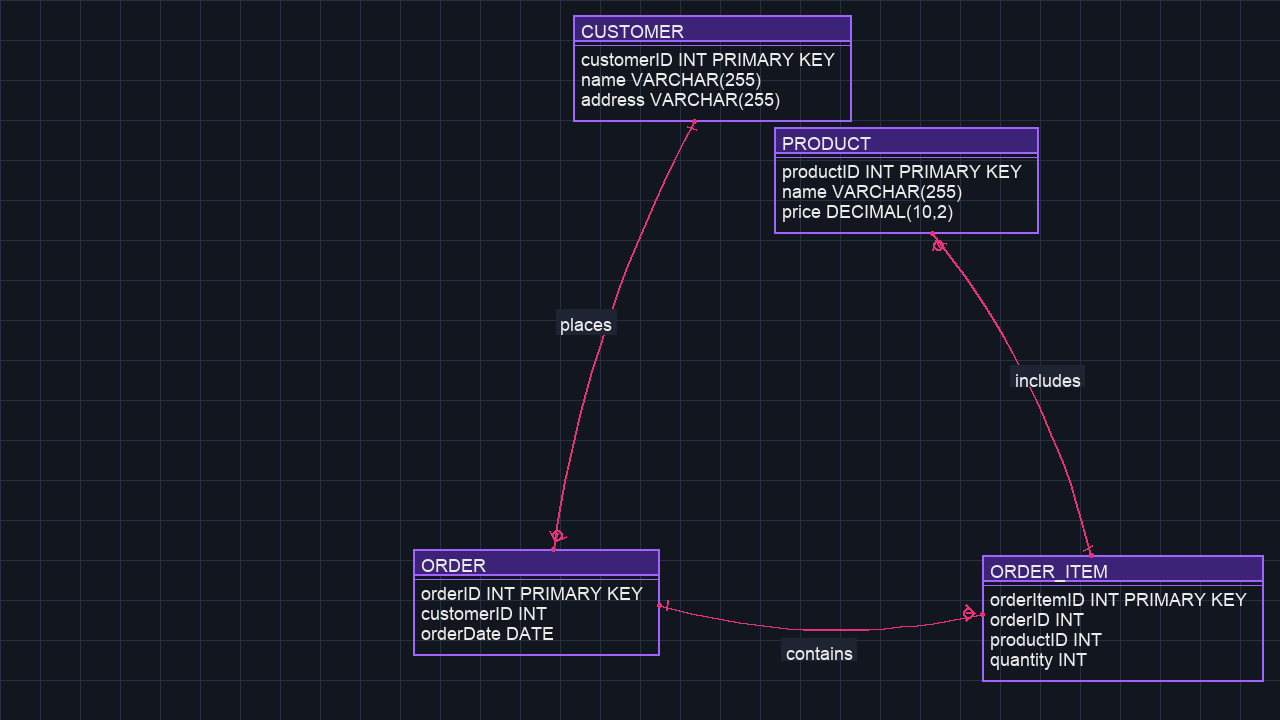 CUSTOMER
customerID INT PRIMARY KEY
name VARCHAR(255)
address VARCHAR(255)
PRODUCT
productID INT PRIMARY KEY
name VARCHAR(255)
price DECIMAL(10,2)
places
includes
ORDER
orderID INT PRIMARY KEY
customerID INT
orderDate DATE
contains
ORDER_ITEM
orderItemID INT PRIMARY KEY
orderID INT
productID INT
quantity INT